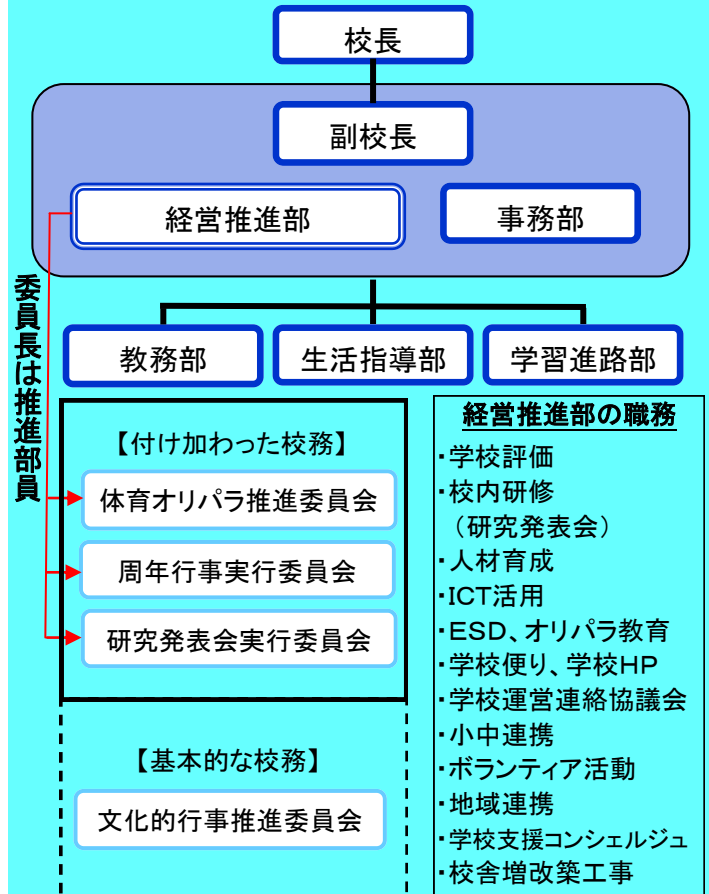 校長
副校長
経営推進部
事務部
委員長は推進部員
教務部
生活指導部
学習進路部
【付け加わった校務】
体育オリパラ推進委員会
周年行事実行委員会
研究発表会実行委員会
【基本的な校務】
文化的行事推進委員会
経営推進部の職務
・学校評価
・校内研修
（研究発表会）
・人材育成
・ICT活用
・ESD、オリパラ教育
・学校便り、学校HP
・学校運営連絡協議会
・小中連携
・ボランティア活動
・地域連携
・学校支援コンシェルジュ
・校舎増改築工事